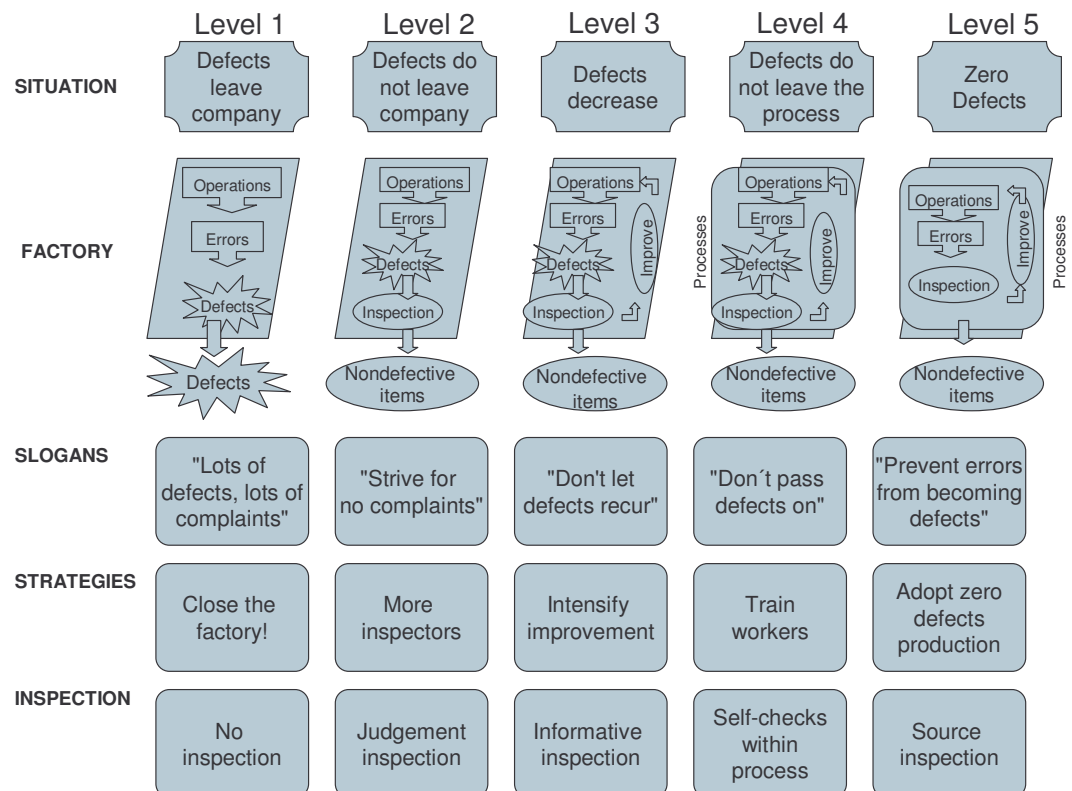 Level 1
Level 2
Level 3
Level 4
Level 5
SITUATION
Defects
leave
company
Defects do
not leave
company
Defects
decrease
Defects do
not leave the
process
Zero
Defects
FACTORY
Operations
Errors
Defects
Defects
Operations
Errors
Defects
Inspection
Nondefective
items
Operations
Errors
Defects
Inspection
Improve
Nondefective
items
Processes
Operations
Errors
Defects
Inspection
Improve
Nondefective
items
Operations
Errors
Inspection
Improve
Processes
Nondefective
items
SLOGANS
"Lots of
defects, lots of
complaints"
"Strive for
no complaints"
"Don't let
defects recur"
"Don´t pass
defects on"
"Prevent errors
from becoming
defects"
STRATEGIES
Close the
factory!
More
inspectors
Intensify
improvement
Train
workers
Adopt zero
defects
production
INSPECTION
No
inspection
Judgement
inspection
Informative
inspection
Self-checks
within
process
Source
inspection